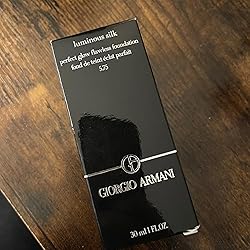 luminous silk
perfect glow flawless foundation
fond de teint éclat parfait
5.75
GIORGIO ARMANI
30 ml 1 FL.OZ.